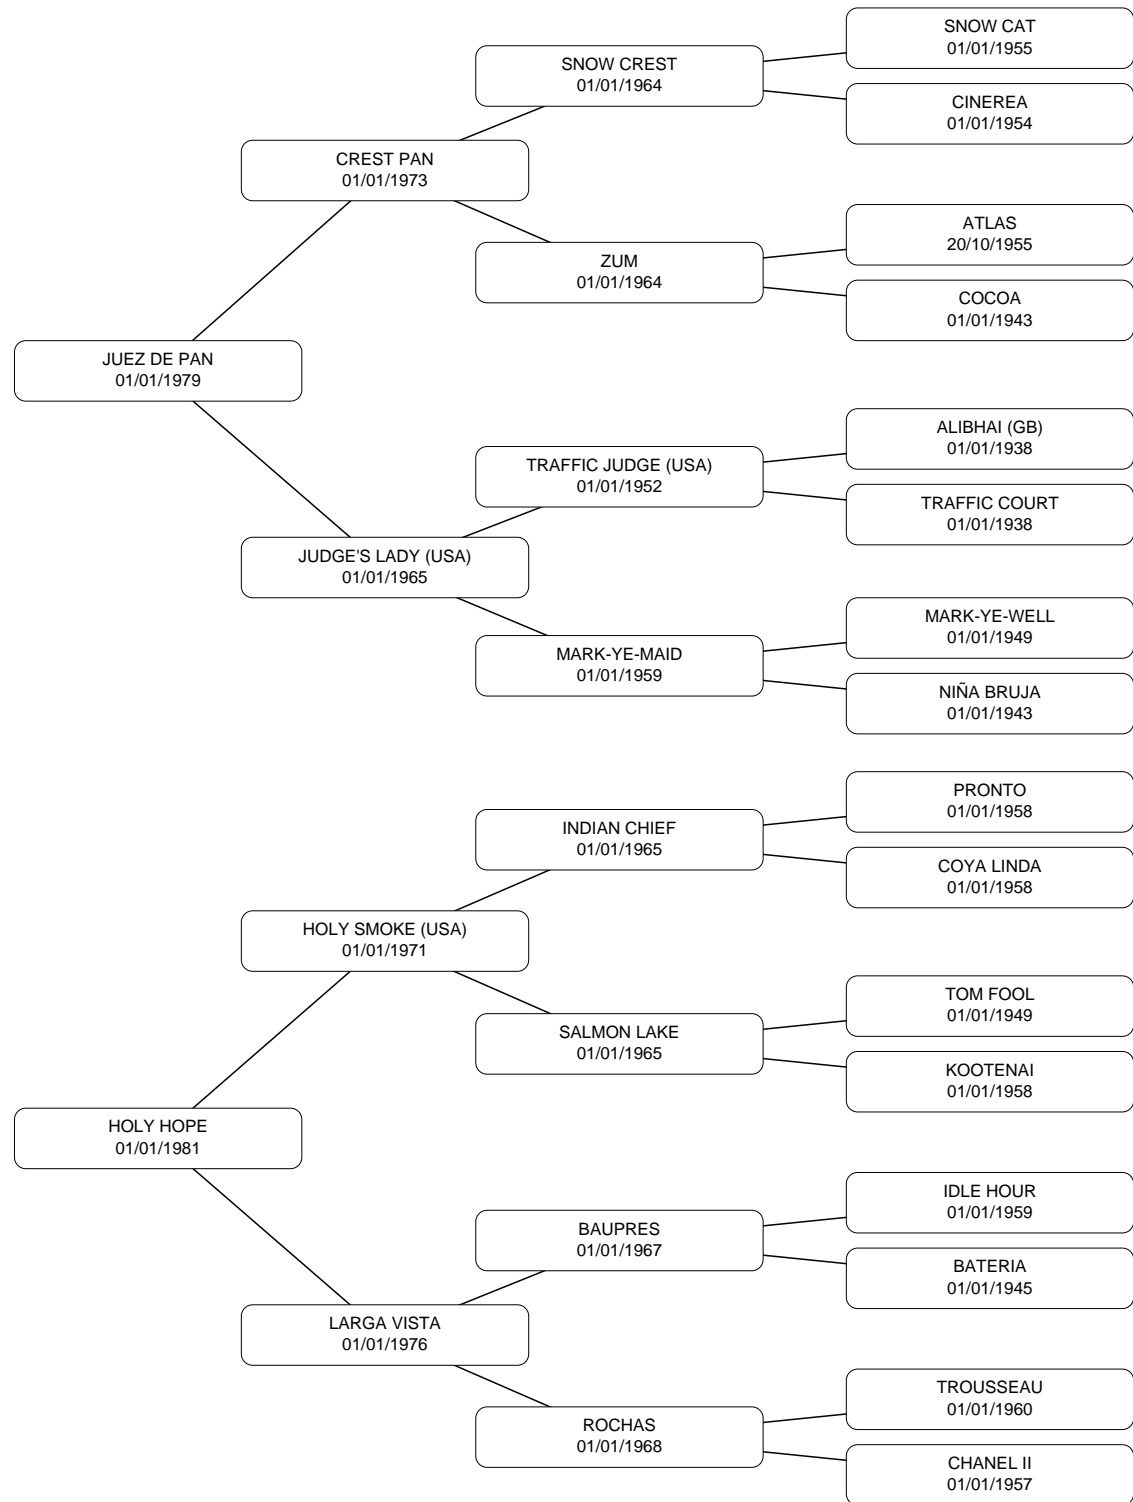 SNOW CAT
01/01/1955
SNOW CREST
01/01/1964
CINEREA
01/01/1954
CREST PAN
01/01/1973
ATLAS
20/10/1955
ZUM
01/01/1964
COCOA
01/01/1943
JUEZ DE PAN
01/01/1979
ALIBHAI (GB)
01/01/1938
TRAFFIC JUDGE (USA)
01/01/1952
TRAFFIC COURT
01/01/1938
JUDGE'S LADY (USA)
01/01/1965
MARK-YE-WELL
01/01/1949
MARK-YE-MAID
01/01/1959
NIÑA BRUJA
01/01/1943
PRONTO
01/01/1958
INDIAN CHIEF
01/01/1965
COYA LINDA
01/01/1958
HOLY SMOKE (USA)
01/01/1971
TOM FOOL
01/01/1949
SALMON LAKE
01/01/1965
KOOTENAI
01/01/1958
HOLY HOPE
01/01/1981
IDLE HOUR
01/01/1959
BAUPRES
01/01/1967
BATERIA
01/01/1945
LARGA VISTA
01/01/1976
TROUSSEAU
01/01/1960
ROCHAS
01/01/1968
CHANEL II
01/01/1957